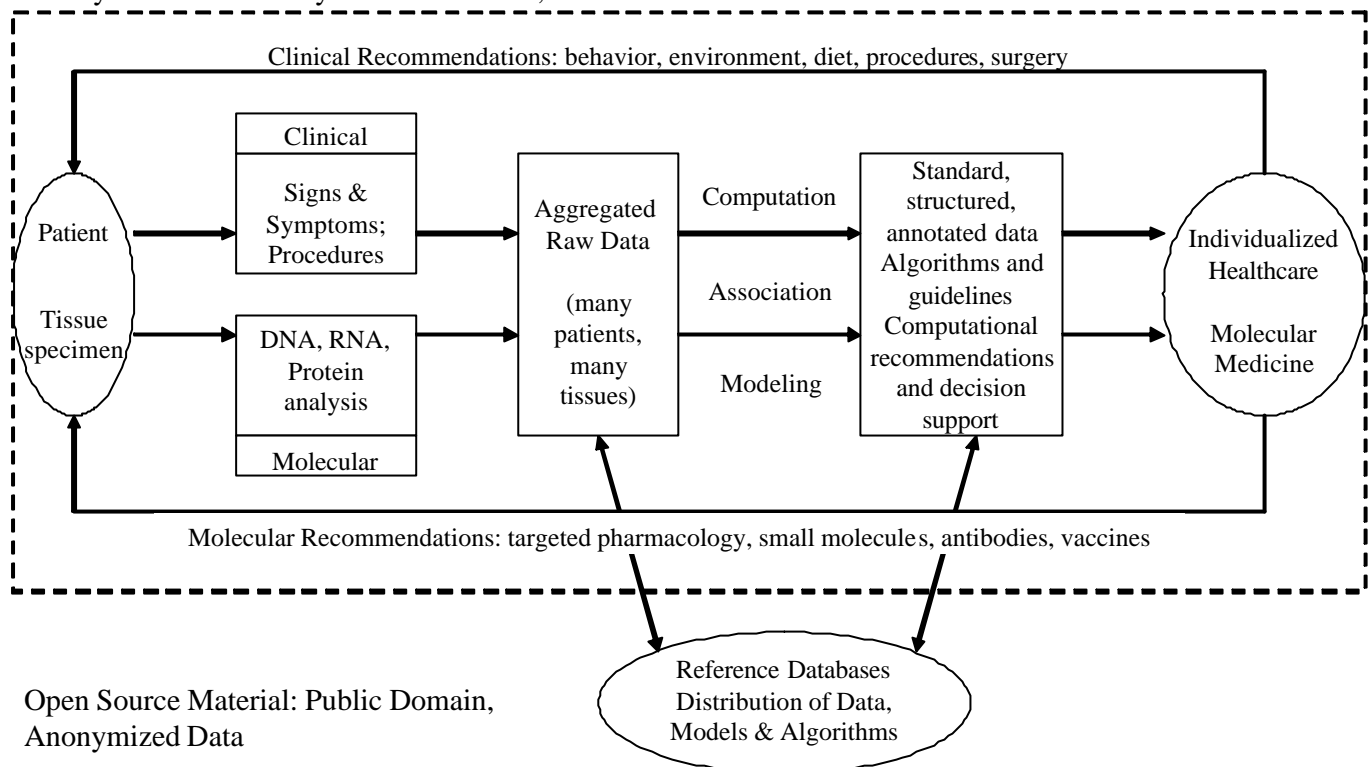 Clinical Recommendations: behavior, environment, diet, procedures, surgery
Patient
Tissue
specimen
Clinical
Signs &
Symptoms;
Procedures
DNA, RNA,
Protein
analysis
Molecular
Aggregated
Raw Data
(many
patients,
many
tissues)
Computation
Association
Modeling
Standard,
structured,
annotated data
Algorithms and
guidelines
Computational
recommendations
and decision
support
Individualized
Healthcare
Molecular
Medicine
Molecular Recommendations: targeted pharmacology, small molecules, antibodies, vaccines
Reference Databases
Distribution of Data,
Models & Algorithms
Open Source Material: Public Domain,
Anonymized Data